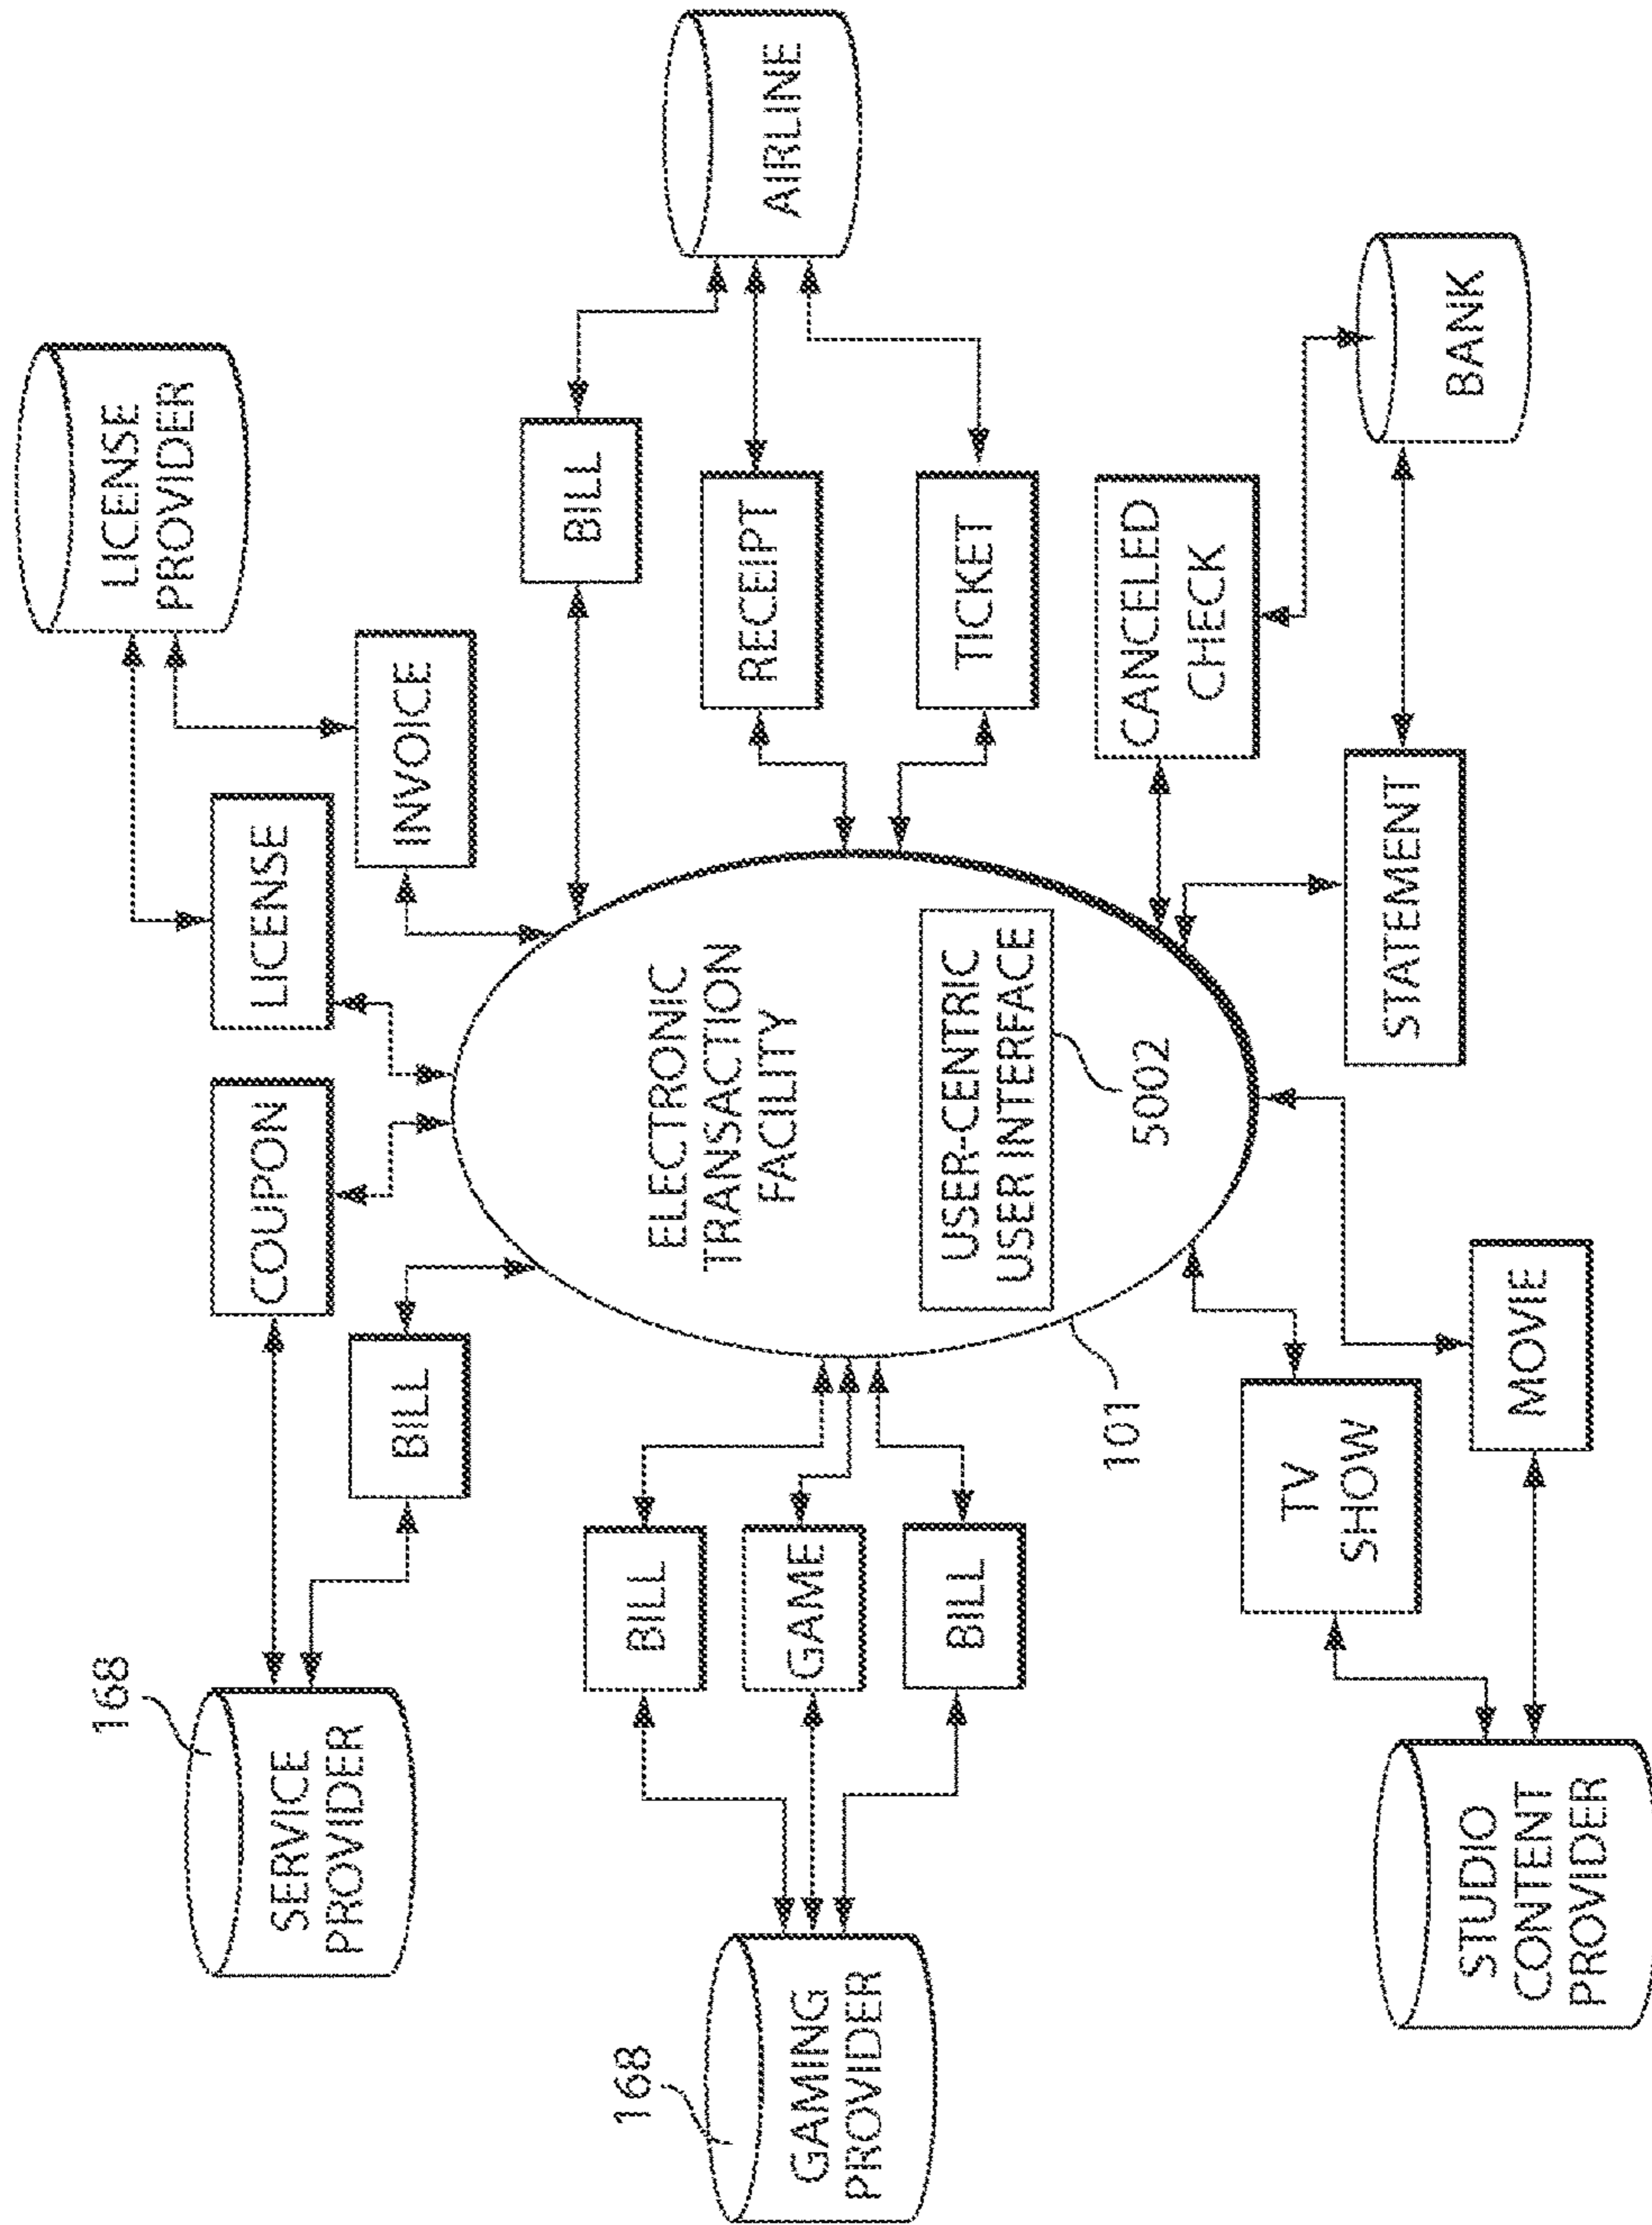 168
SERVICE
PROVIDER
COUPON
LICENSE
LICENSE
PROVIDER
BILL
INVOICE
168
GAMING
PROVIDER
BILL
GAME
BILL
ELECTRONIC
TRANSACTION
FACILITY
USER-CENTRIC
USER INTERFACE
5002
101
BILL
RECEIPT
TICKET
AIRLINE
STUDIO
CONTENT
PROVIDER
TV
SHOW
MOVIE
CANCELED
CHECK
STATEMENT
BANK